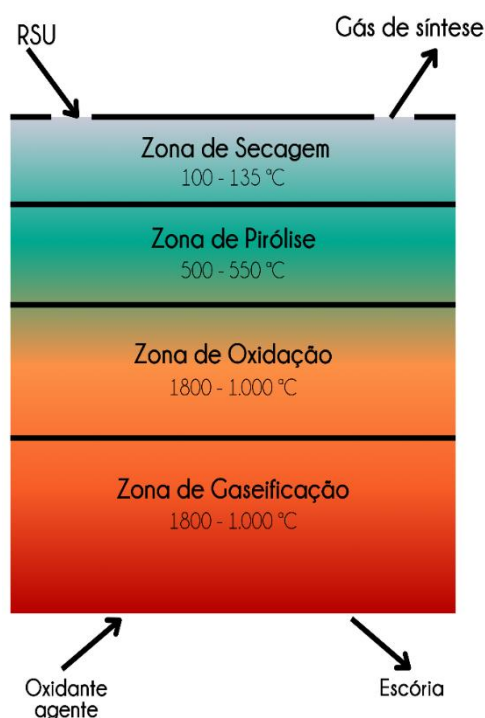 RSU
Gás de síntese
Zona de Secagem
100 - 135 °C
Zona de Pirólise
500 - 550 °C
Zona de Oxidação
1800 - 1.000 °C
Zona de Gaseificação
1800 - 1.000 °C
Oxidante
agente
Escória